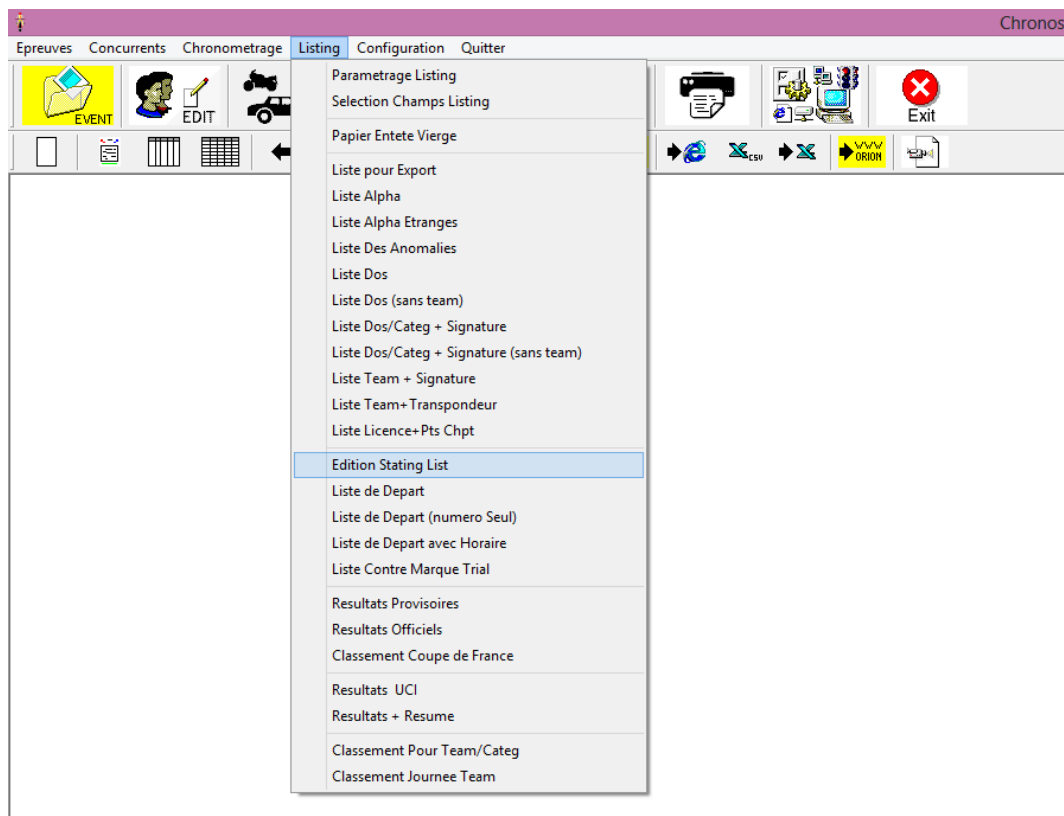 Chronos
Epreuves Concurrents Chronometrage Listing Configuration Quitter
EVENT EDIT Exit
csv ORION
Parametrage Listing
Selection Champs Listing
Papier Entete Vierge
Liste pour Export
Liste Alpha
Liste Alpha Etranges
Liste Des Anomalies
Liste Dos
Liste Dos (sans team)
Liste Dos/Categ + Signature
Liste Dos/Categ + Signature (sans team)
Liste Team + Signature
Liste Team+Transpondeur
Liste Licence+Pts Chpt
Edition Stating List
Liste de Depart
Liste de Depart (numero Seul)
Liste de Depart avec Horaire
Liste Contre Marque Trial
Resultats Provisoires
Resultats Officiels
Classement Coupe de France
Resultats UCI
Resultats + Resume
Classement Pour Team/Categ
Classement Journee Team